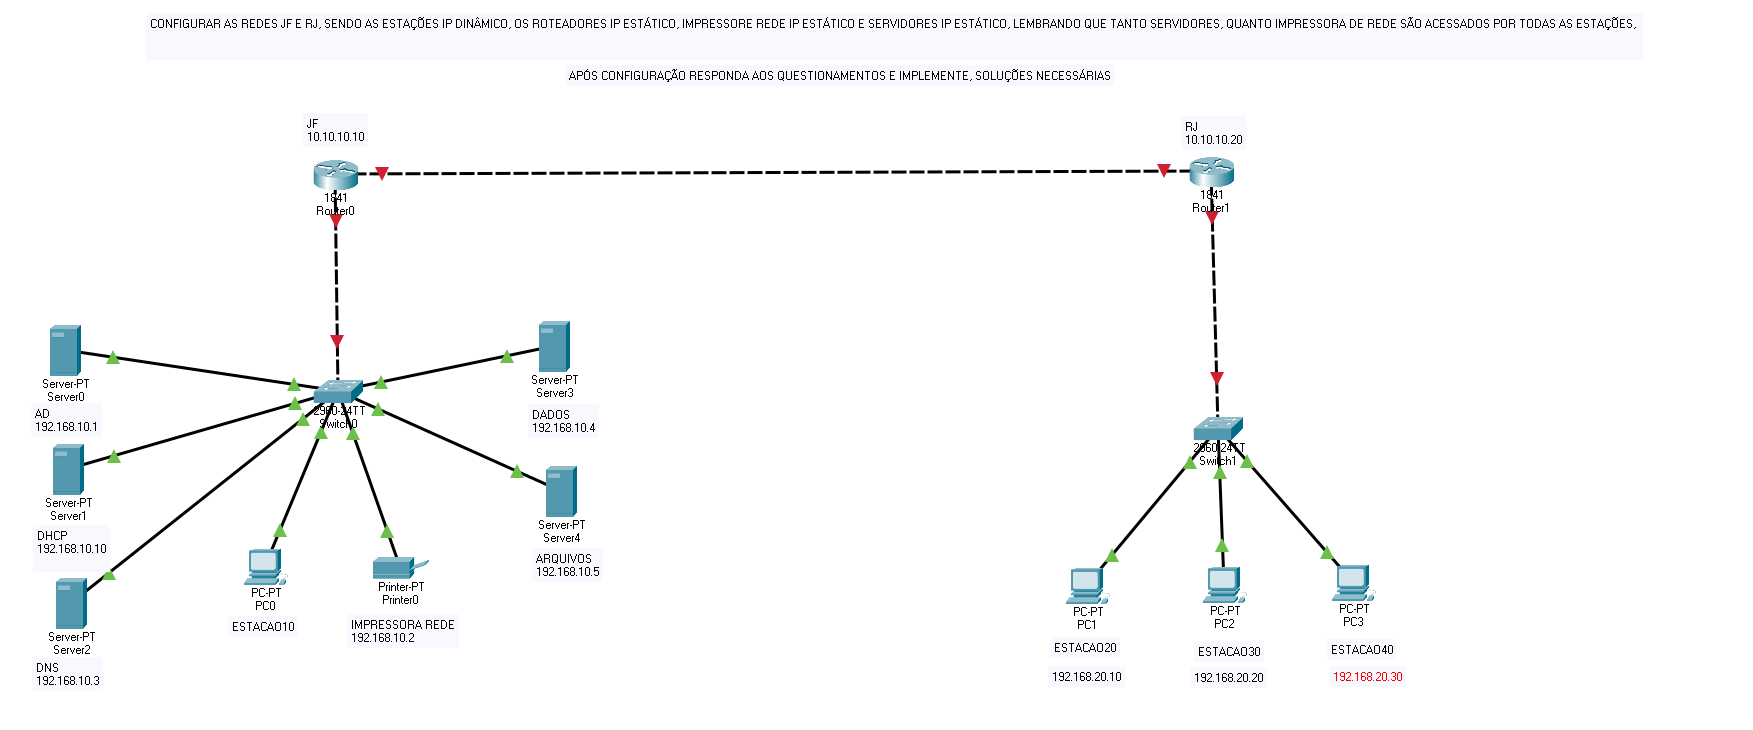 CONFIGURAR AS REDES JF E RJ, SENDO AS ESTAÇÕES IP DINÂMICO, OS ROTEADORES IP ESTÁTICO, IMPRESSORE REDE IP ESTÁTICO E SERVIDORES IP ESTÁTICO, LEMBRANDO QUE TANTO SERVIDORES, QUANTO IMPRESSORA DE REDE SÃO ACESSADOS POR TODAS AS ESTAÇÕES,
APÓS CONFIGURAÇÃO RESPONDA AOS QUESTIONAMENTOS E IMPLEMENTE, SOLUÇÕES NECESSÁRIAS
JF
10.10.10.10
1841
Router0
RJ
10.10.10.20
1841
Router1
Server-PT
Server0
AD
192.168.10.1
Server-PT
Server1
DHCP
192.168.10.10
Server-PT
Server2
DNS
192.168.10.3
2960-24TT
Switch0
PC-PT
PC0
ESTACAO10
Printer-PT
Printer0
IMPRESSORA REDE
192.168.10.2
Server-PT
Server3
DADOS
192.168.10.4
Server-PT
Server4
ARQUIVOS
192.168.10.5
2960-24TT
Switch1
PC-PT
PC1
ESTACAO20
192.168.20.10
PC-PT
PC2
ESTACAO30
192.168.20.20
PC-PT
PC3
ESTACAO40
192.168.20.30